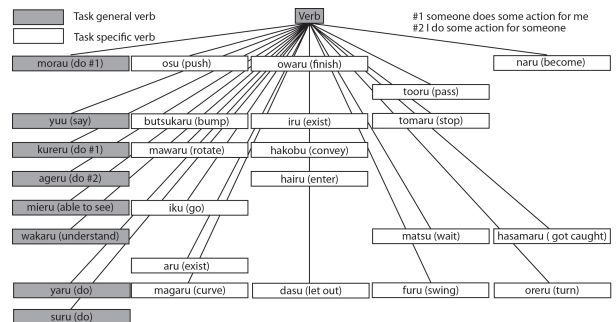 Task general verb
Task specific verb
Verb
#1 someone does some action for me
#2 I do some action for someone
morau (do #1)
osu (push)
owaru (finish)
naru (become)
tooru (pass)
yuu (say)
butsukaru (bump)
iru (exist)
tomaru (stop)
kureru (do #1)
mawaru (rotate)
hakobu (convey)
ageru (do #2)
hairu (enter)
mieru (able to see)
iku (go)
wakaru (understand)
matsu (wait)
hasamaru ( got caught)
aru (exist)
yaru (do)
magaru (curve)
dasu (let out)
furu (swing)
oreru (turn)
suru (do)